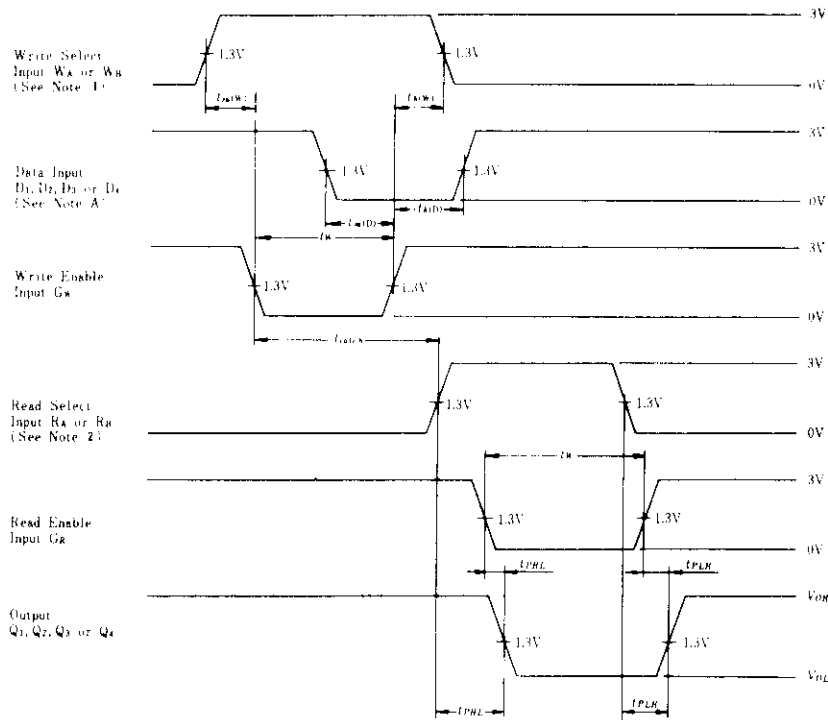 3V
Write Select
Input WA or WB
(See Note 1)
1.3V
1.3V
0V
tsu(W)
th(W)
3V
Data Input
D1, D2, D3 or D4
(See Note A)
1.3V
1.3V
0V
tsu(D)
th(D)
tw
3V
Write Enable
Input GW
1.3V
1.3V
0V
tlatch
3V
Read Select
Input RA or RB
(See Note 2)
1.3V
1.3V
0V
tw
3V
Read Enable
Input GR
1.3V
1.3V
0V
tPHL
tPLH
VOH
Output
Q1, Q2, Q3 or Q4
1.3V
1.3V
VOL
tPHL
tPLH